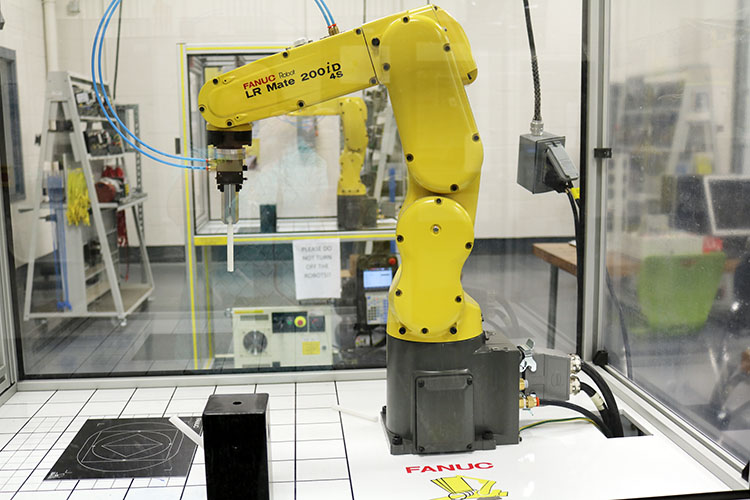 FANUC Robot
LR Mate 200iD
4S
PLEASE DO
NOT TURN
OFF THE
ROBOTS!!
FANUC